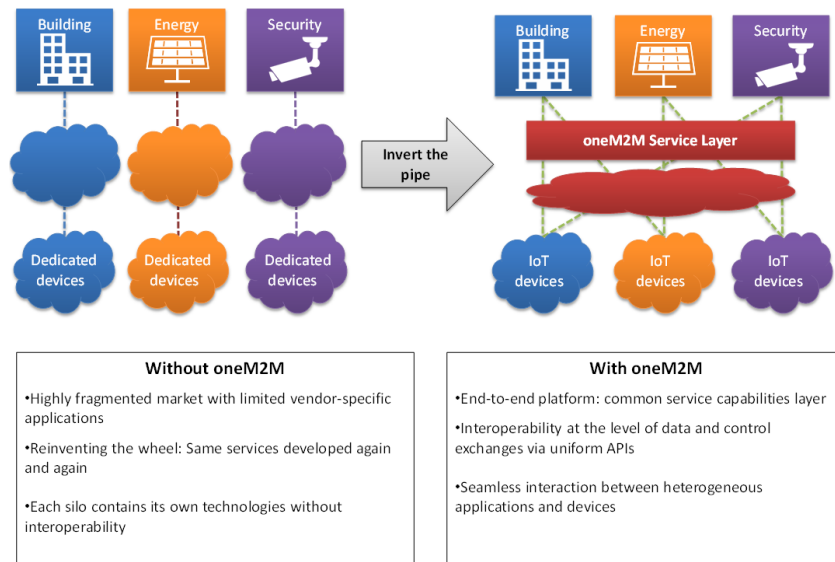 Building
Energy
Security
Dedicated
devices
Dedicated
devices
Dedicated
devices
Invert the
pipe
Building
Energy
Security
oneM2M Service Layer
IoT
devices
IoT
devices
IoT
devices
Without oneM2M
•Highly fragmented market with limited vendor-specific
applications
•Reinventing the wheel: Same services developed again
and again
•Each silo contains its own technologies without
interoperability
With oneM2M
•End-to-end platform: common service capabilities layer
•Interoperability at the level of data and control
exchanges via uniform APIs
•Seamless interaction between heterogeneous
applications and devices